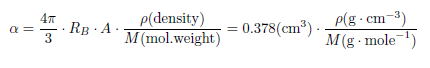 α = 4π/3 · R_B · A · ρ(density)/M(mol.weight) = 0.378(cm³) · ρ(g · cm⁻³)/M(g · mole⁻¹)